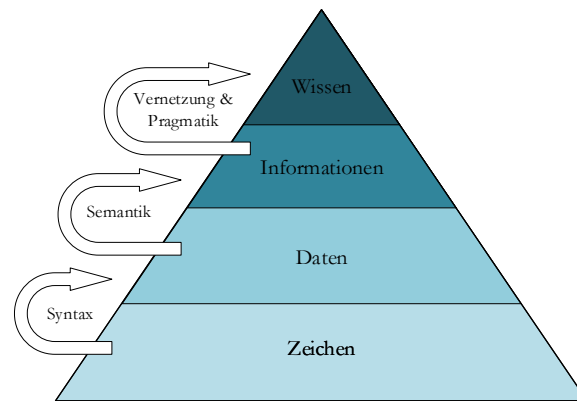 Wissen
Vernetzung &
Pragmatik
Informationen
Semantik
Daten
Syntax
Zeichen